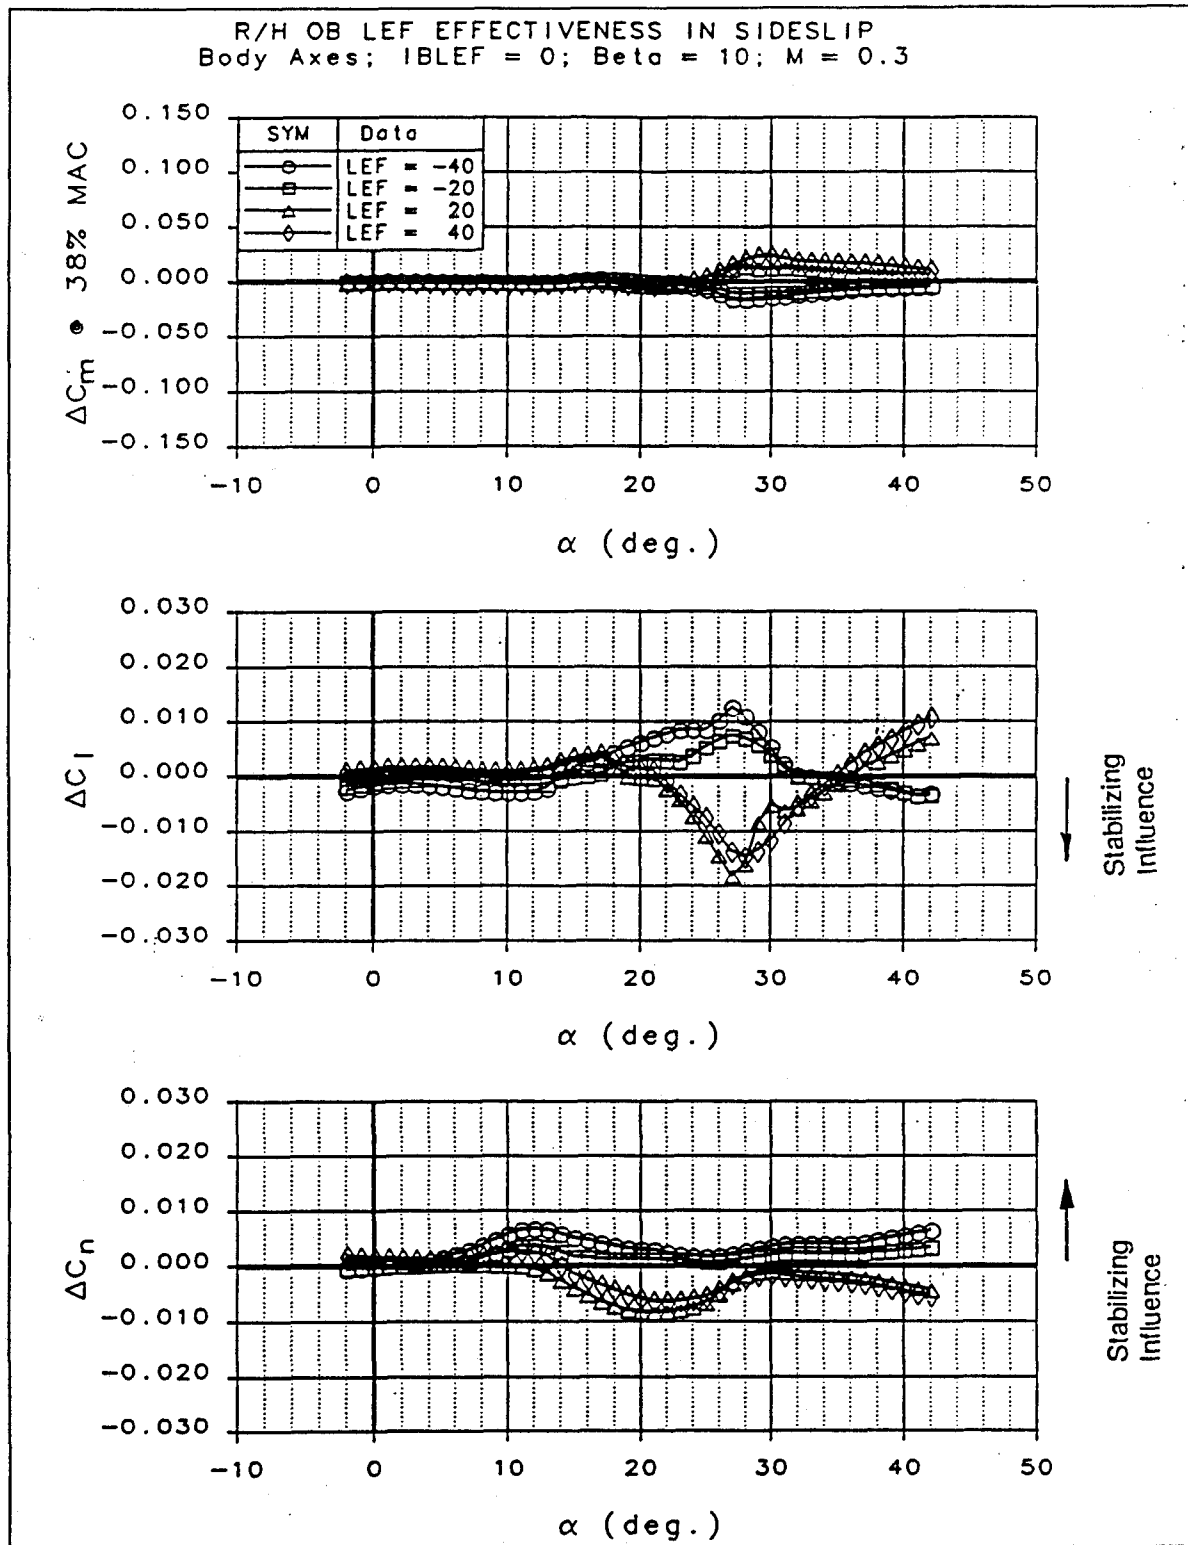 R/H OB LEF EFFECTIVENESS IN SIDESLIP
Body Axes; IBLEF = 0; Beta = 10; M = 0.3
ΔCm @ 38% MAC
0.150
0.100
0.050
0.000
-0.050
-0.100
-0.150
SYM Data
LEF = -40
LEF = -20
LEF = 20
LEF = 40
-10 0 10 20 30 40 50
α (deg.)
ΔCl
0.030
0.020
0.010
0.000
-0.010
-0.020
-0.030
Stabilizing
Influence
-10 0 10 20 30 40 50
α (deg.)
ΔCn
0.030
0.020
0.010
0.000
-0.010
-0.020
-0.030
Stabilizing
Influence
-10 0 10 20 30 40 50
α (deg.)